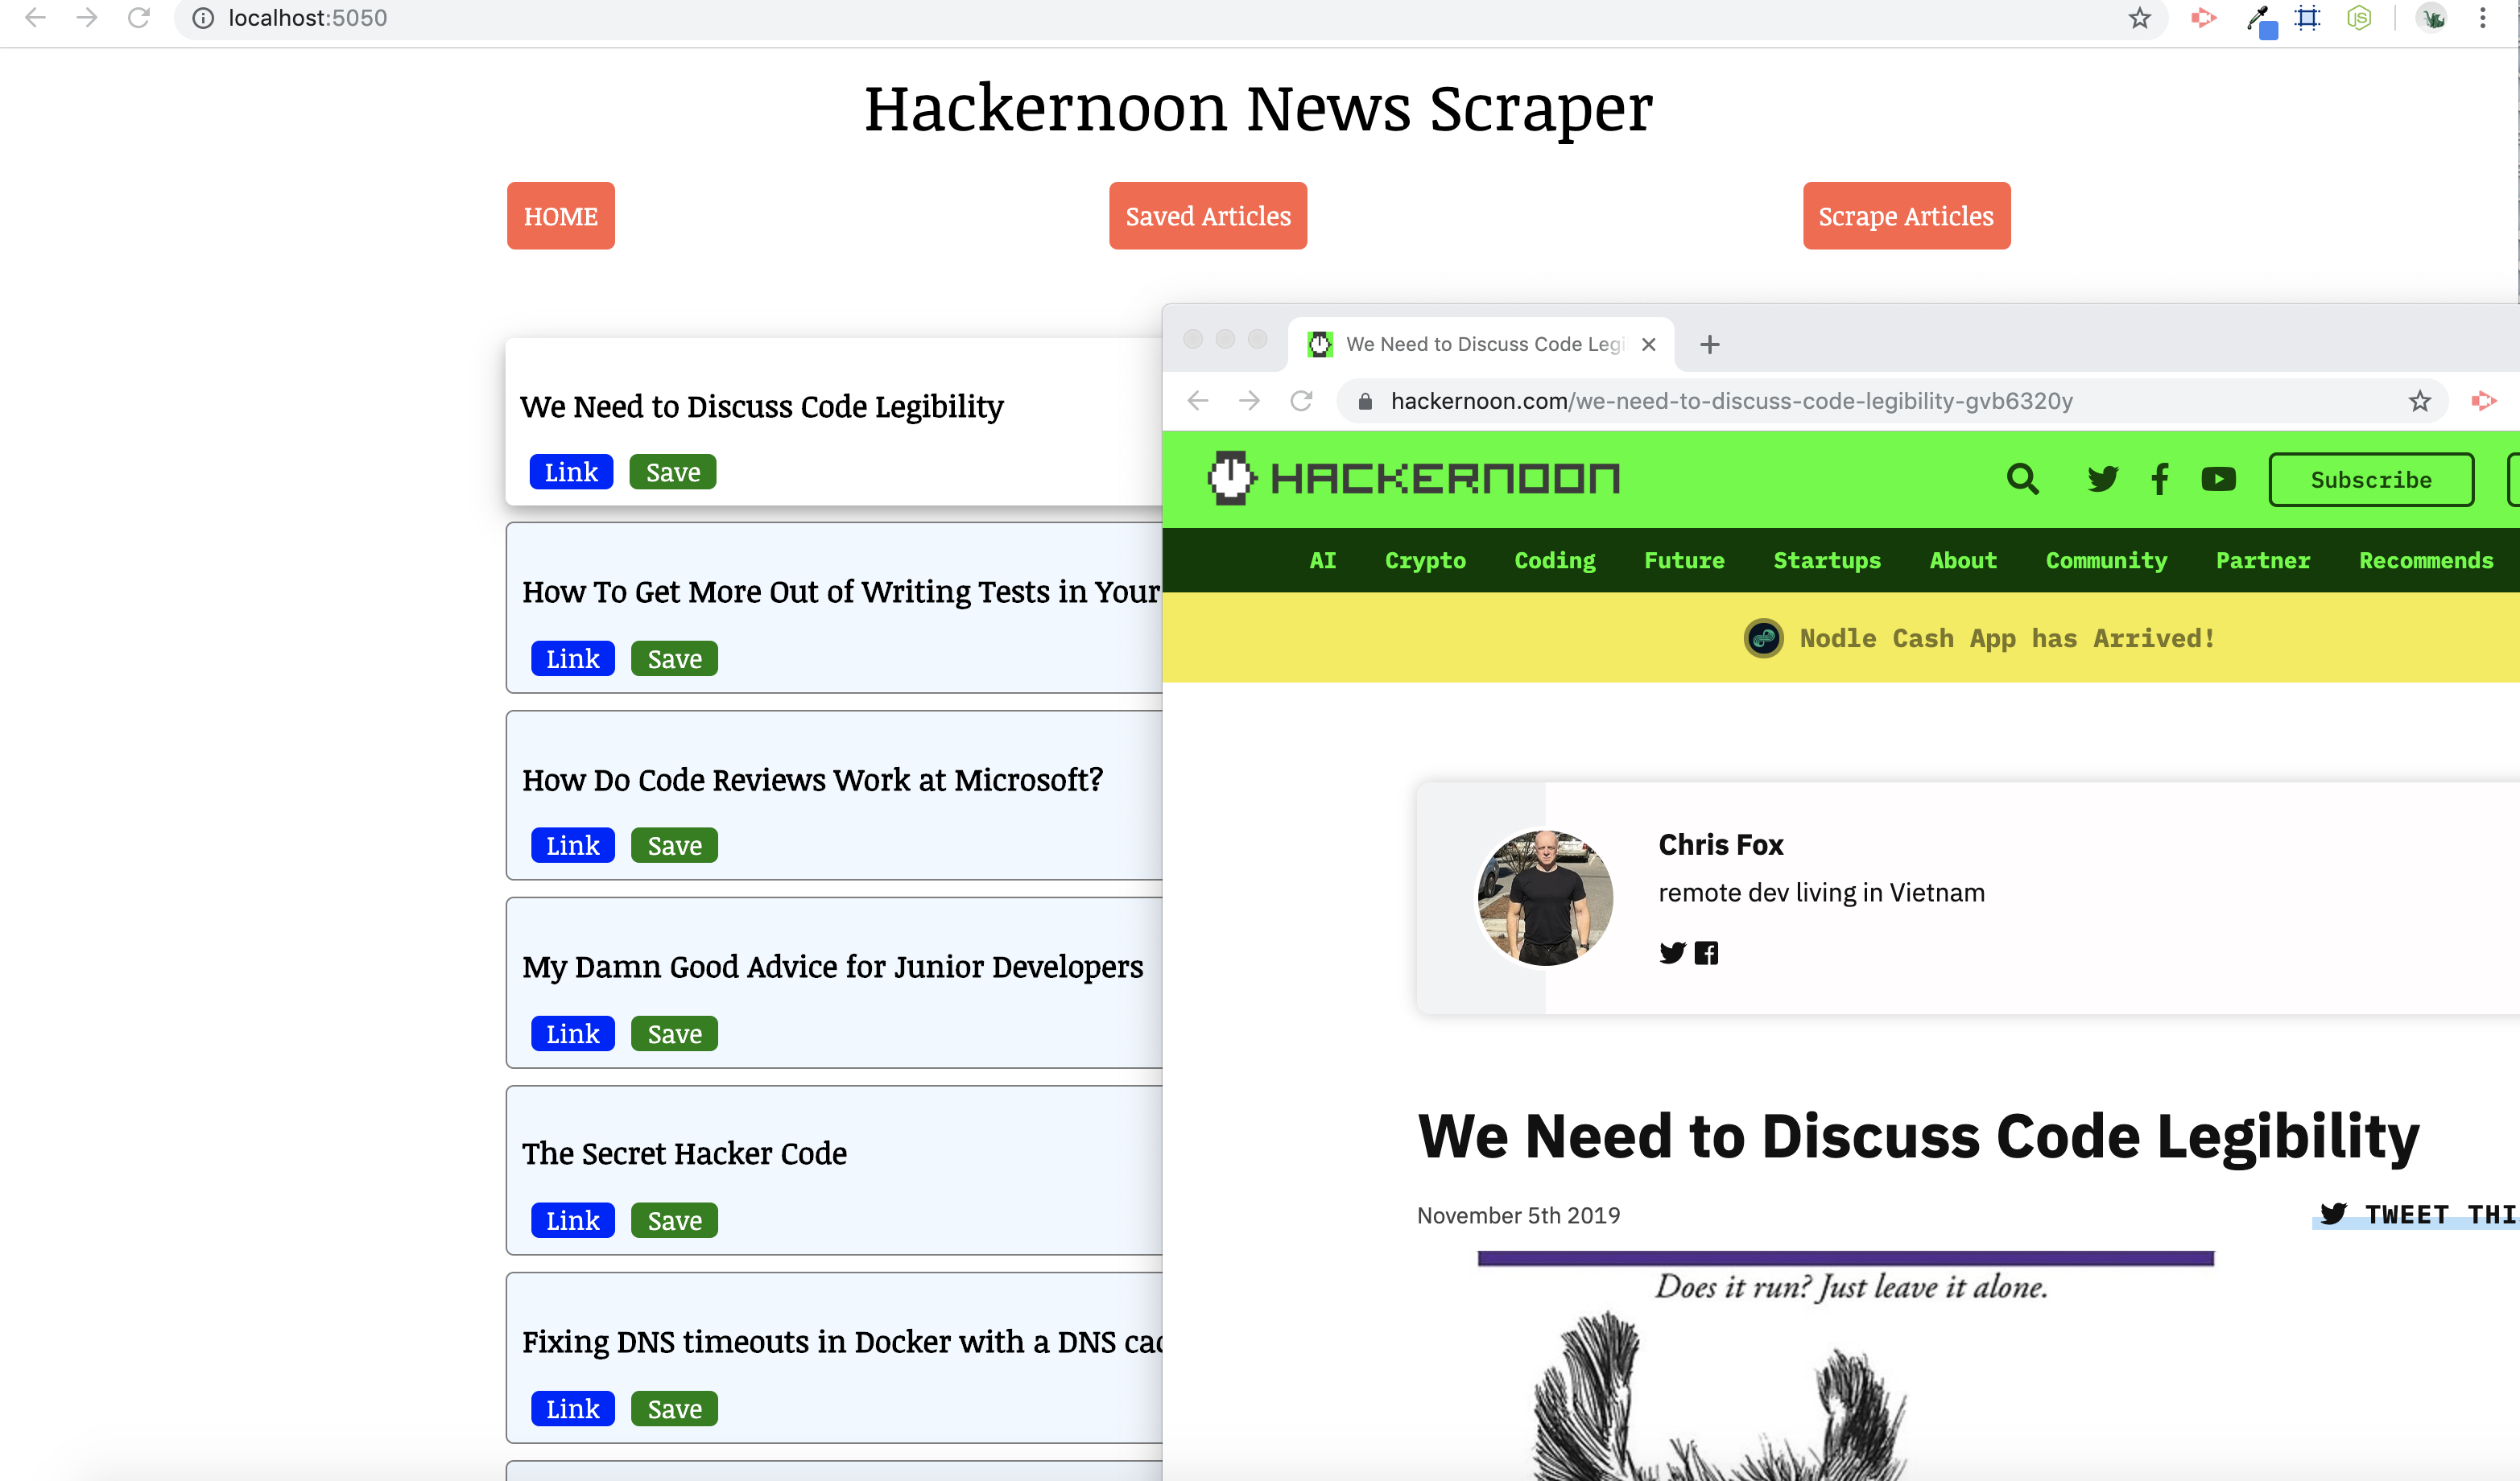 localhost:5050
Hackernoon News Scraper
HOME
Saved Articles
Scrape Articles
We Need to Discuss Code Legibility
Link Save
How To Get More Out of Writing Tests in Your
Link Save
How Do Code Reviews Work at Microsoft?
Link Save
My Damn Good Advice for Junior Developers
Link Save
The Secret Hacker Code
Link Save
Fixing DNS timeouts in Docker with a DNS cac
Link Save
We Need to Discuss Code Legi
hackernoon.com/we-need-to-discuss-code-legibility-gvb6320y
HACKERNOON
Subscribe
AI Crypto Coding Future Startups About Community Partner Recommends
Nodle Cash App has Arrived!
Chris Fox
remote dev living in Vietnam
We Need to Discuss Code Legibility
November 5th 2019
TWEET THI
Does it run? Just leave it alone.